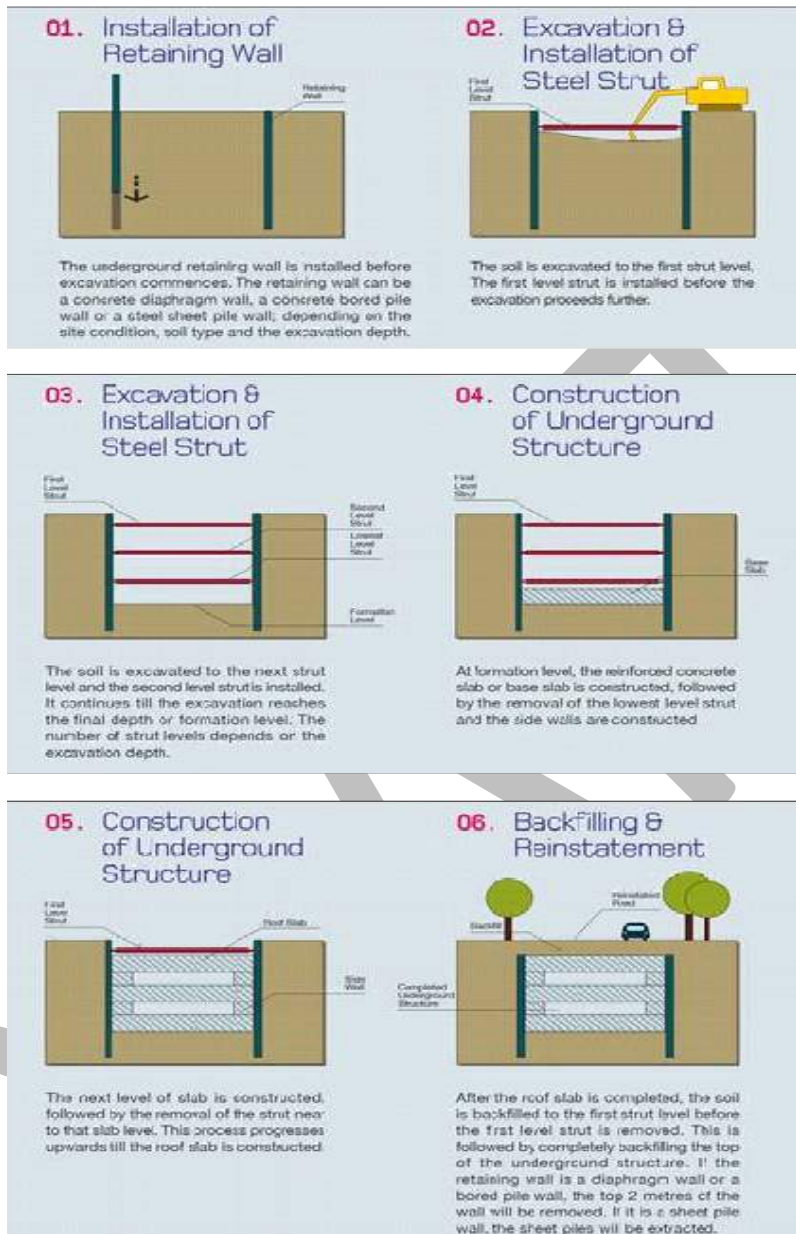 01. Installation of
Retaining Wall
Retaining
Wall
The underground retaining wall is installed before
excavation commences. The retaining wall can be
a concrete diaphragm wall, a concrete bored pile
wall or a steel sheet pile wall; depending on the
site condition, soil type and the excavation depth.
02. Excavation &
Installation of
Steel Strut
First
Level
Strut
The soil is excavated to the first strut level.
The first level strut is installed before the
excavation proceeds further.
03. Excavation &
Installation of
Steel Strut
First
Level
Strut
Second
Level
Strut
Lowest
Level
Strut
Formation
Level
The soil is excavated to the next strut
level and the second level strut is installed.
It continues till the excavation reaches
the final depth or formation level. The
number of strut levels depends on the
excavation depth.
04. Construction
of Underground
Structure
First
Level
Strut
Base
Slab
At formation level, the reinforced concrete
slab or base slab is constructed, followed
by the removal of the lowest level strut
and the side walls are constructed
05. Construction
of Underground
Structure
First
Level
Strut
Roof Slab
Side
Wall
The next level of slab is constructed,
followed by the removal of the strut near
to that slab level. This process progresses
upwards till the roof slab is constructed
06. Backfilling &
Reinstatement
Reinstated
Road
Backfill
Completed
Underground
Structure
After the roof slab is completed, the soil
is backfilled to the first strut level before
the first level strut is removed. This is
followed by completely backfilling the top
of the underground structure. If the
retaining wall is a diaphragm wall or a
bored pile wall, the top 2 metres of the
wall will be removed. If it is a sheet pile
wall, the sheet piles will be extracted.